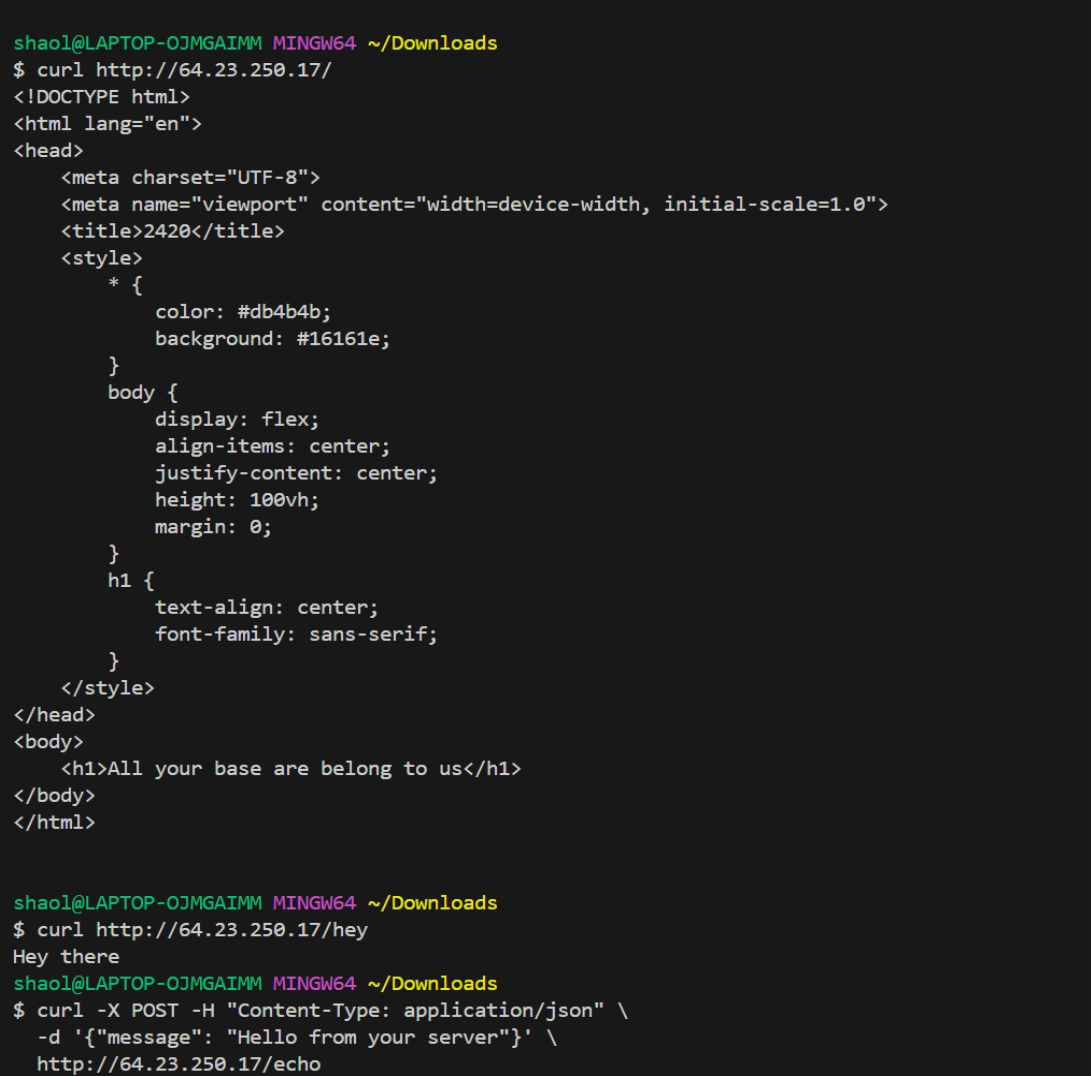 shaol@LAPTOP-OJMGAIMM MINGW64 ~/Downloads
$ curl http://64.23.250.17/
<!DOCTYPE html>
<html lang="en">
<head>
    <meta charset="UTF-8">
    <meta name="viewport" content="width=device-width, initial-scale=1.0">
    <title>2420</title>
    <style>
        * {
            color: #db4b4b;
            background: #16161e;
        }
        body {
            display: flex;
            align-items: center;
            justify-content: center;
            height: 100vh;
            margin: 0;
        }
        h1 {
            text-align: center;
            font-family: sans-serif;
        }
    </style>
</head>
<body>
    <h1>All your base are belong to us</h1>
</body>
</html>
shaol@LAPTOP-OJMGAIMM MINGW64 ~/Downloads
$ curl http://64.23.250.17/hey
Hey there
shaol@LAPTOP-OJMGAIMM MINGW64 ~/Downloads
$ curl -X POST -H "Content-Type: application/json" \
  -d '{"message": "Hello from your server"}' \
  http://64.23.250.17/echo